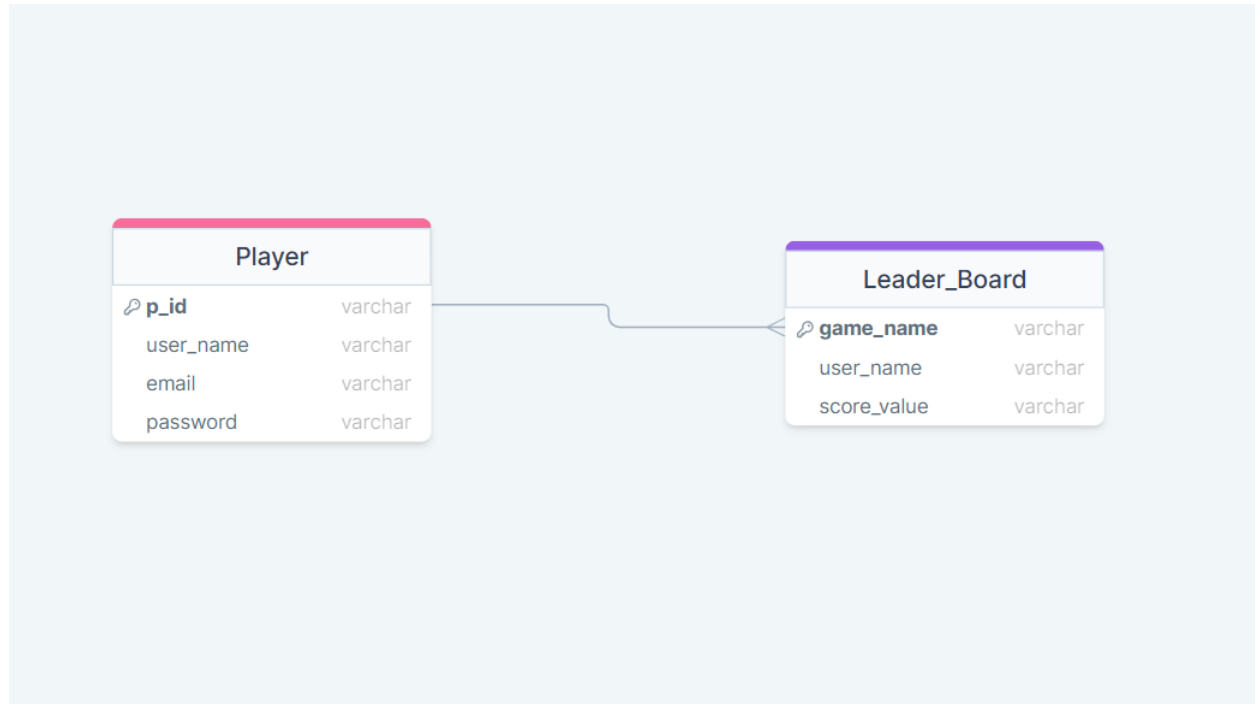 Player
p_id varchar
user_name varchar
email varchar
password varchar
Leader_Board
game_name varchar
user_name varchar
score_value varchar